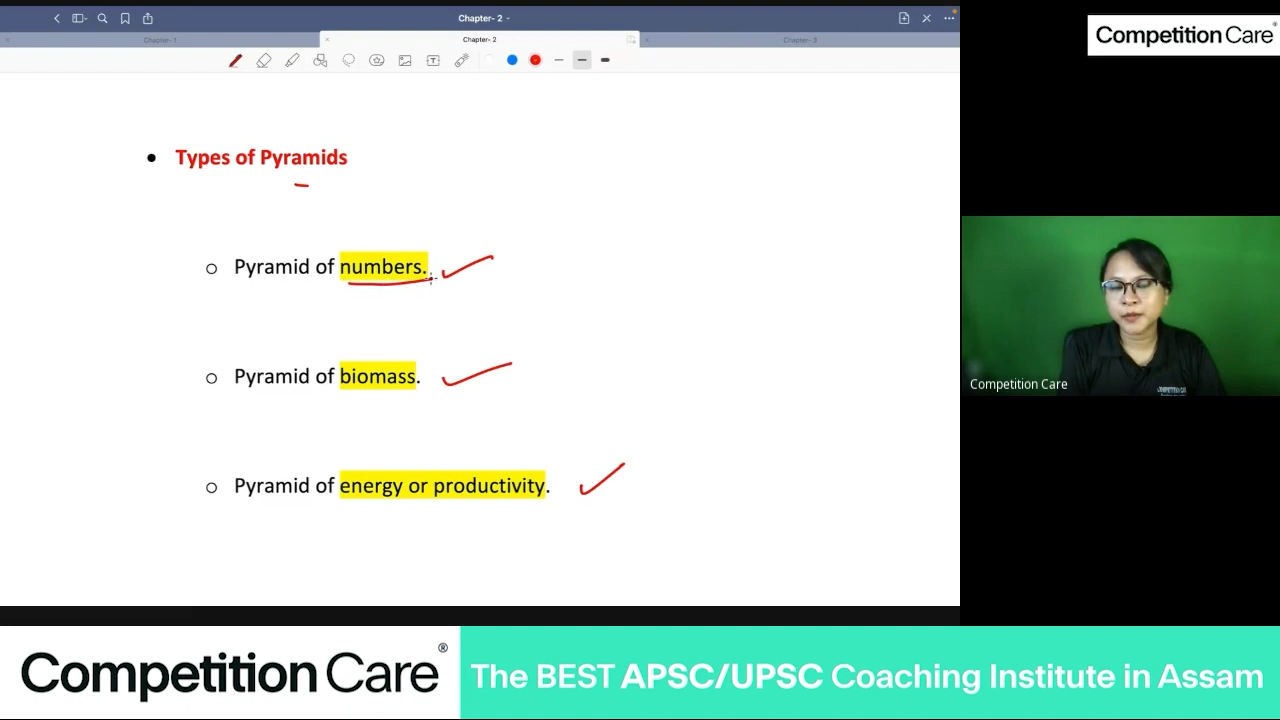 Chapter- 2
Chapter- 1
Chapter- 2
Chapter- 3
Competition Care®
• Types of Pyramids
o Pyramid of numbers.
o Pyramid of biomass.
o Pyramid of energy or productivity.
Competition Care
Competition Care®
The BEST APSC/UPSC Coaching Institute in Assam